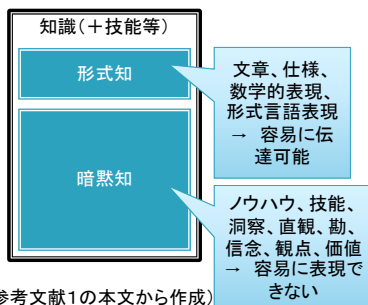 知識(+技能等)
形式知
文章、仕様、
数学的表現、
形式言語表現
→ 容易に伝
達可能
暗黙知
ノウハウ、技能、
洞察、直観、勘、
信念、観点、価値
→ 容易に表現で
きない
参考文献1の本文から作成)